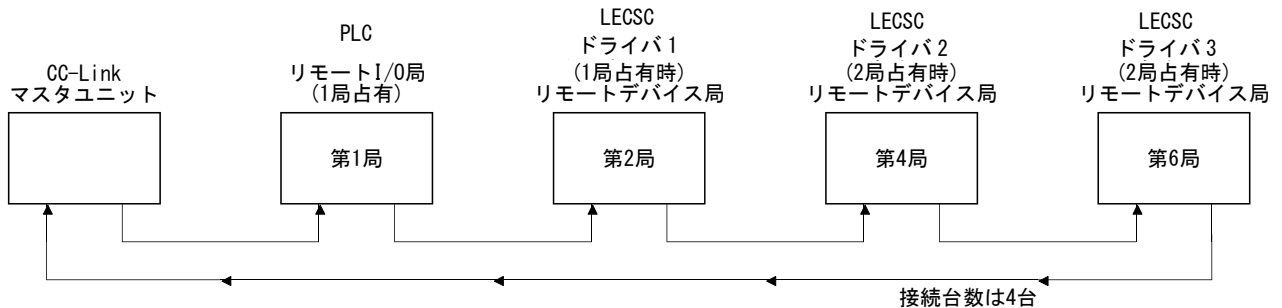 CC-Link
マスタユニット
PLC
リモートI/O局
(1局占有)
第1局
LECSC
ドライバ1
(1局占有時)
リモートデバイス局
第2局
LECSC
ドライバ2
(2局占有時)
リモートデバイス局
第4局
LECSC
ドライバ3
(2局占有時)
リモートデバイス局
第6局
接続台数は4台